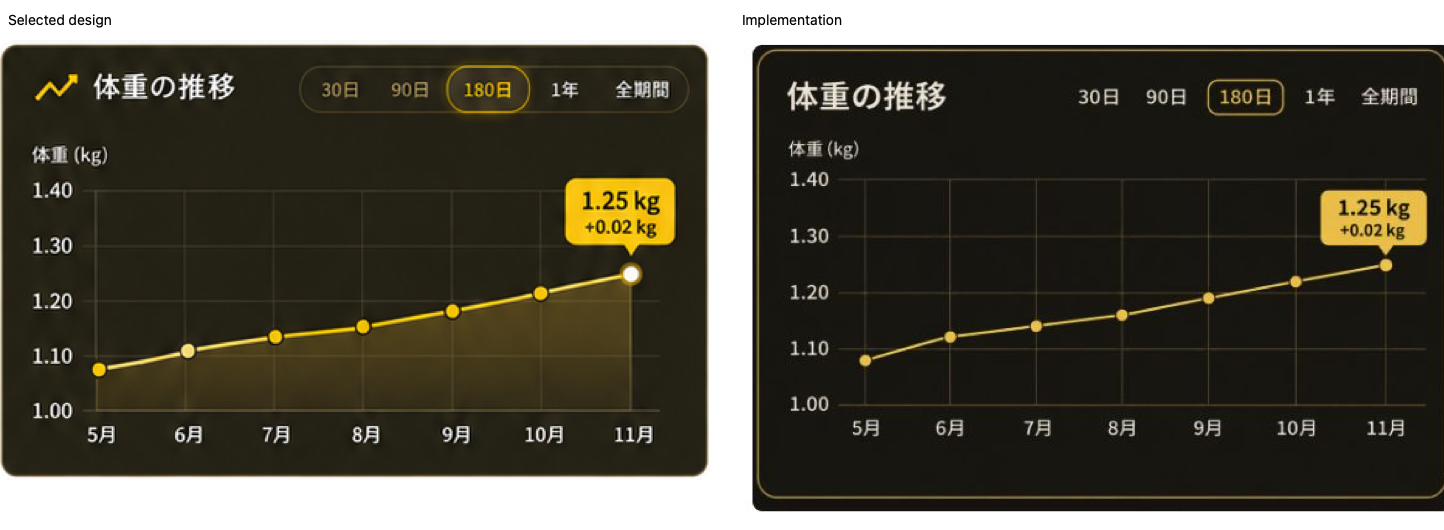 Selected design
体重の推移
30日 90日 180日 1年 全期間
体重 (kg)
1.40
1.30
1.20
1.10
1.00
1.25 kg
+0.02 kg
5月 6月 7月 8月 9月 10月 11月
Implementation
体重の推移
30日 90日 180日 1年 全期間
体重 (kg)
1.40
1.30
1.20
1.10
1.00
1.25 kg
+0.02 kg
5月 6月 7月 8月 9月 10月 11月